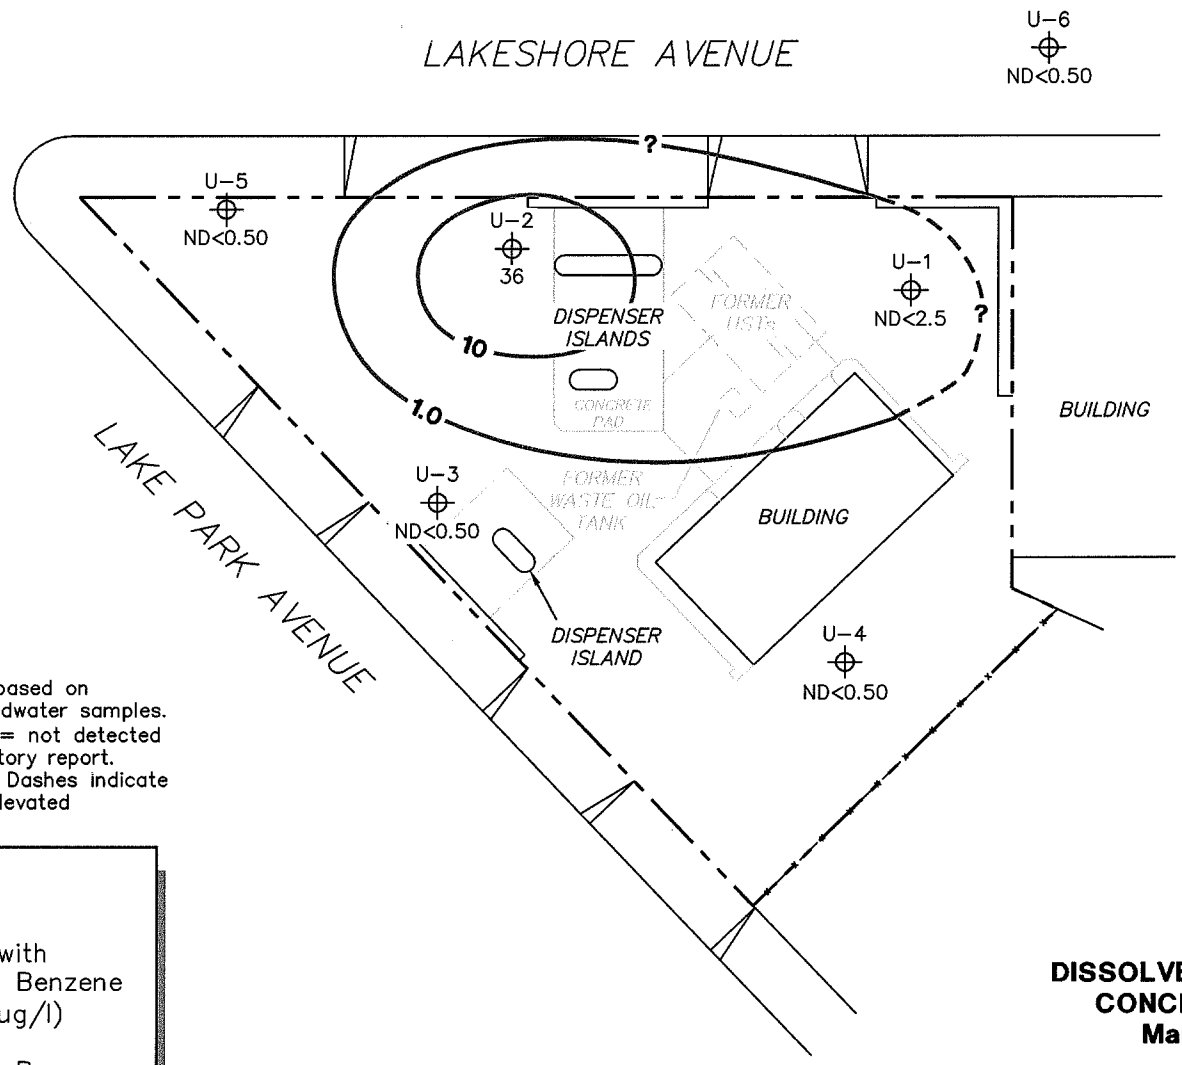 LAKESHORE AVENUE
U-6
ND<0.50
?
U-5
ND<0.50
U-2
36
U-1
ND<2.5
?
FORMER
USTs
DISPENSER
ISLANDS
10
1.0
CONCRETE
PAD
BUILDING
LAKE PARK AVENUE
U-3
ND<0.50
FORMER
WASTE OIL
TANK
BUILDING
DISPENSER
ISLAND
U-4
ND<0.50
based on
dwater samples.
= not detected
tory report.
Dashes indicate
levated
with
Benzene
ug/l)
DISSOLVE
CONC
Ma